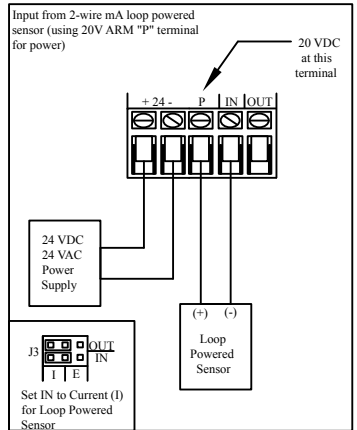 Input from 2-wire mA loop powered
sensor (using 20V ARM "P" terminal
for power)
20 VDC
at this
terminal
+ 24 - P IN OUT
24 VDC
24 VAC
Power
Supply
(+) (-)
Loop
Powered
Sensor
J3
OUT
IN
I E
Set IN to Current (I)
for Loop Powered
Sensor